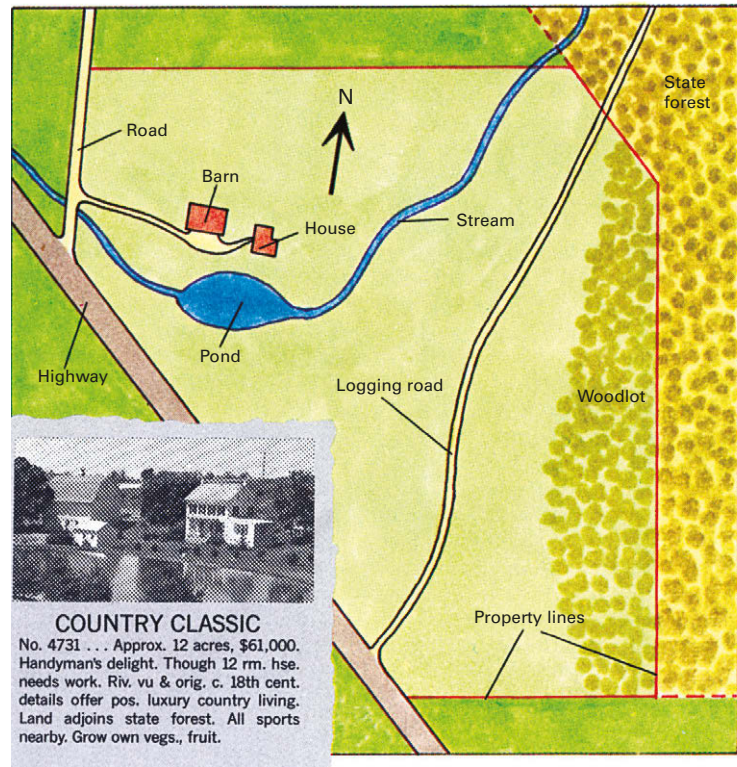 State
forest
N
Road
Barn
House
Stream
Pond
Highway
Logging road
Woodlot
Property lines
COUNTRY CLASSIC
No. 4731 . . . Approx. 12 acres, $61,000.
Handyman's delight. Though 12 rm. hse.
needs work. Riv. vu & orig. c. 18th cent.
details offer pos. luxury country living.
Land adjoins state forest. All sports
nearby. Grow own vegs., fruit.